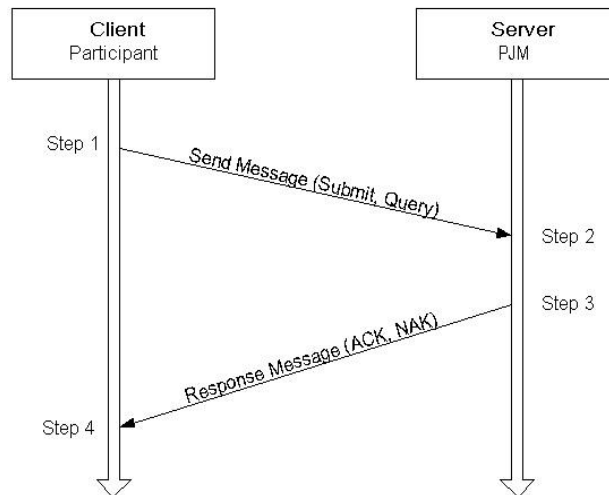 Client
Participant
Server
PJM
Step 1
Send Message (Submit, Query)
Step 2
Step 3
Response Message (ACK, NAK)
Step 4